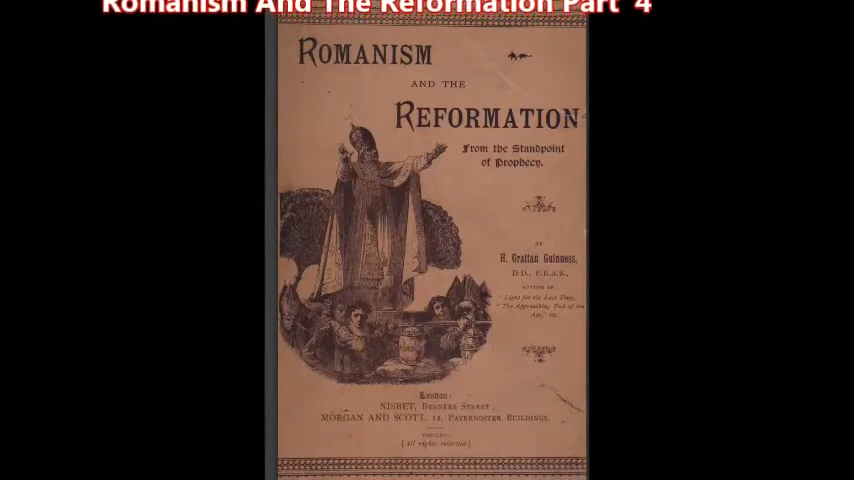 Romanism And The Reformation Part 4
ROMANISM
AND THE
REFORMATION
From the Standpoint
of Prophecy.
BY
H. Grattan Guinness,
D.D., F.R.A.S.,
AUTHOR OF
"Light for the Last Days,"
"The Approaching End of the
Age," etc.
London:
NISBET, BERNERS STREET;
MORGAN AND SCOTT, 12, PATERNOSTER BUILDINGS.
[All rights reserved.]